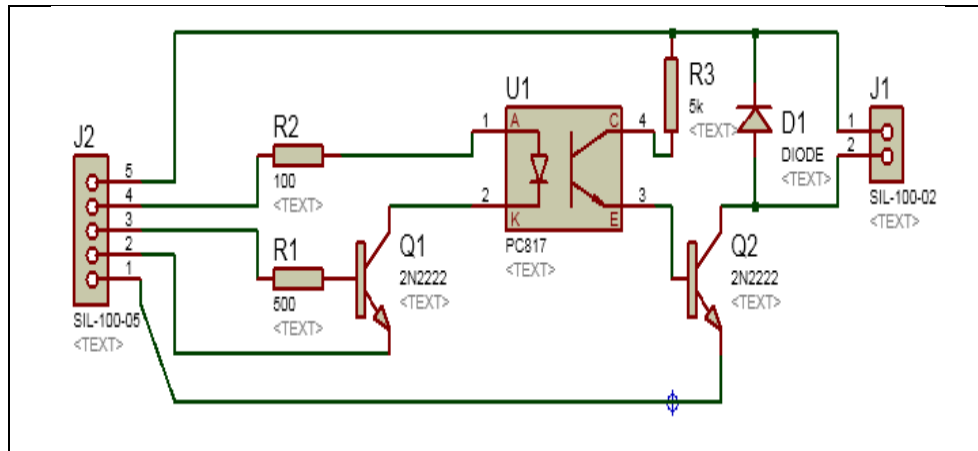 J2
5
4
3
2
1
SIL-100-05
<TEXT>
R2
100
<TEXT>
R1
500
<TEXT>
Q1
2N2222
<TEXT>
U1
1
A
C
4
2
K
E
3
PC817
<TEXT>
R3
5k
<TEXT>
D1
DIODE
<TEXT>
Q2
2N2222
<TEXT>
J1
1
2
SIL-100-02
<TEXT>